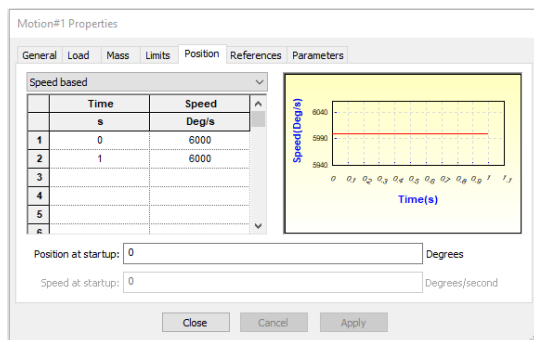 Motion#1 Properties
General Load Mass Limits Position References Parameters
Speed based
Time Speed
s Deg/s
1 0 6000
2 1 6000
3
4
5
6
Speed(Deg/s)
6040
5990
5940
0 0.1 0.2 0.3 0.4 0.5 0.6 0.7 0.8 0.9 1 1.1
Time(s)
Position at startup: 0 Degrees
Speed at startup: 0 Degrees/second
Close Cancel Apply